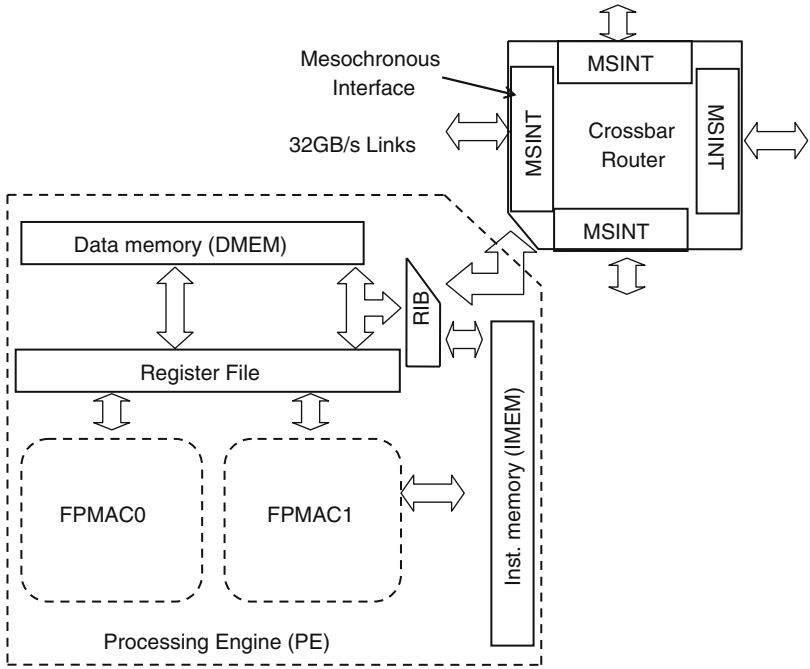 Mesochronous
Interface
MSINT
MSINT
MSINT
Crossbar
Router
32GB/s Links
MSINT
Data memory (DMEM)
RIB
Register File
Inst. memory (IMEM)
FPMAC0
FPMAC1
Processing Engine (PE)